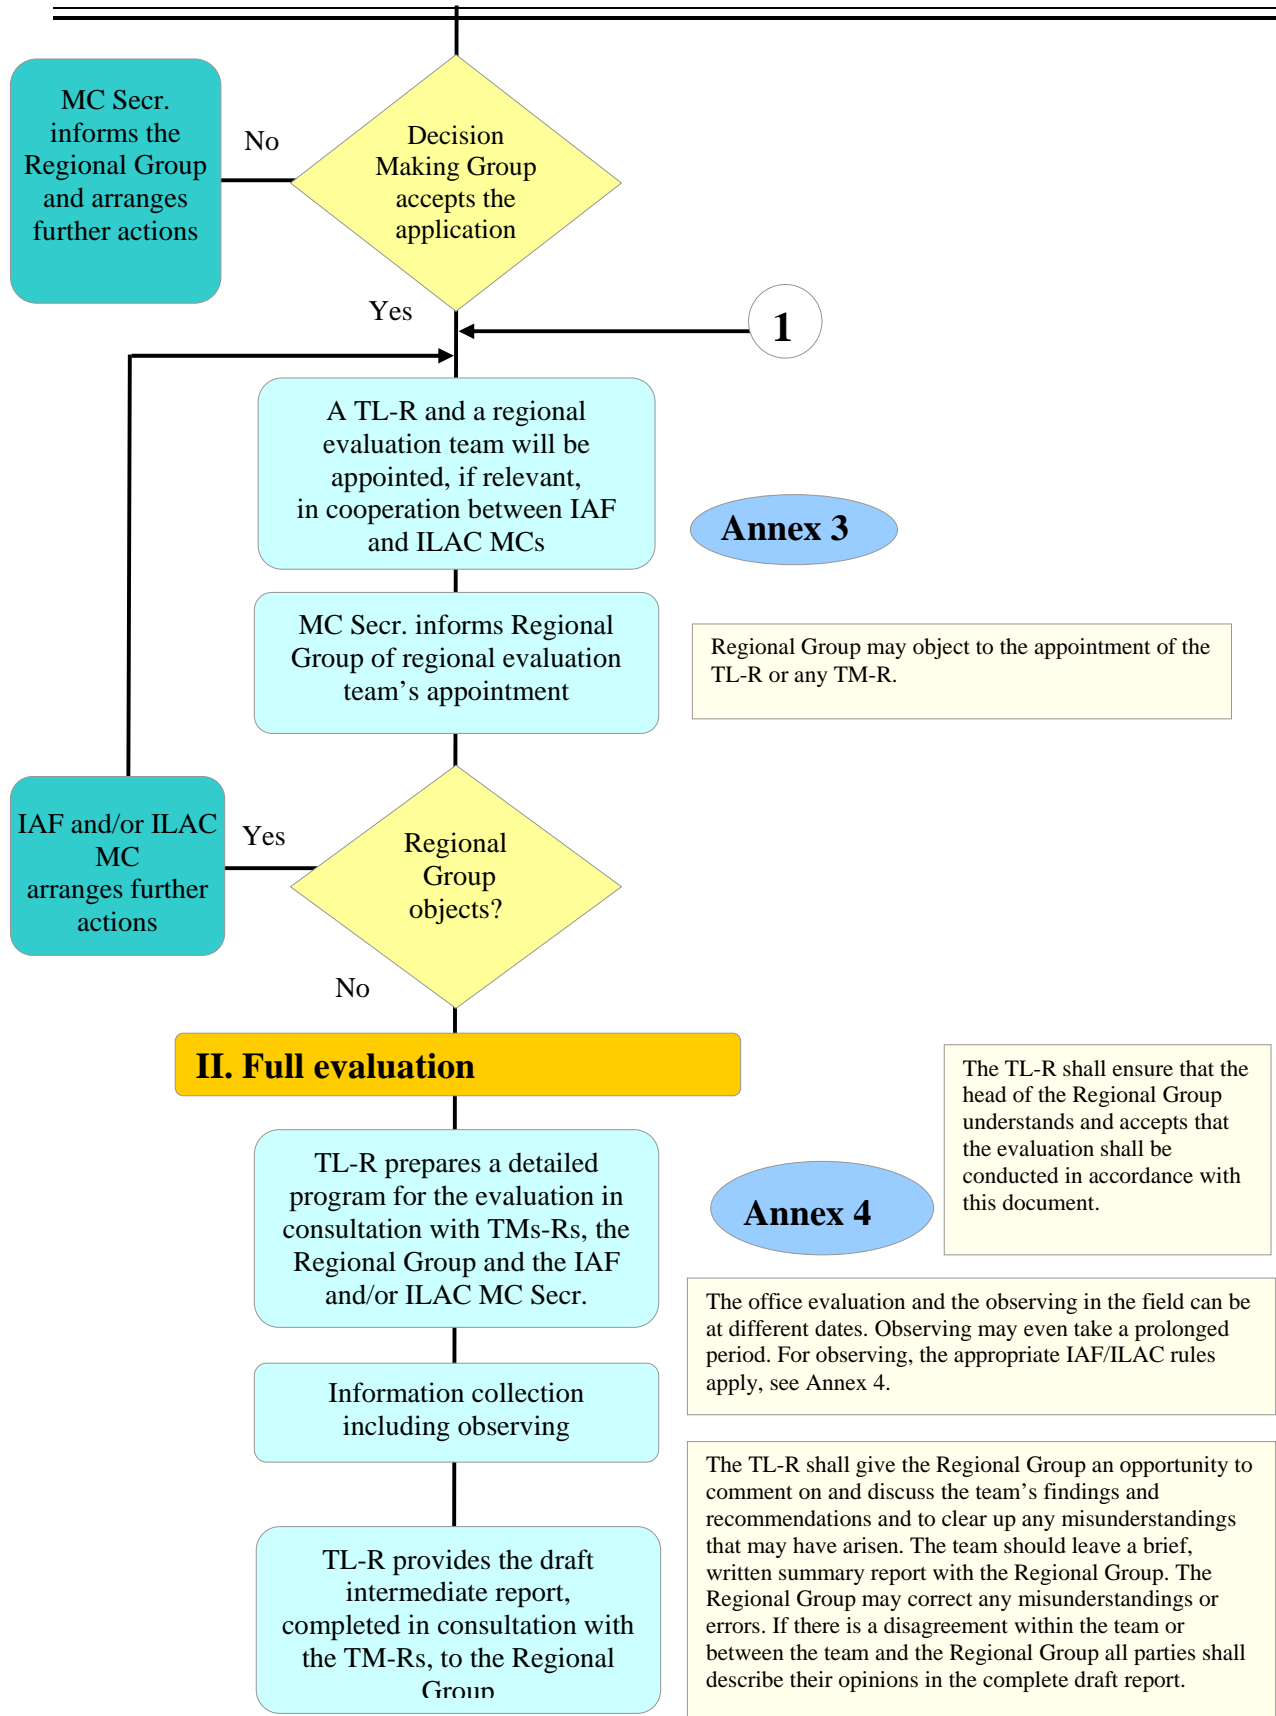 MC Secr.
informs the
Regional Group
and arranges
further actions
No
Decision
Making Group
accepts the
application
Yes
1
A TL-R and a regional
evaluation team will be
appointed, if relevant,
in cooperation between IAF
and ILAC MCs
Annex 3
MC Secr. informs Regional
Group of regional evaluation
team’s appointment
Regional Group may object to the appointment of the
TL-R or any TM-R.
IAF and/or ILAC
MC
arranges further
actions
Yes
Regional
Group
objects?
No
II. Full evaluation
The TL-R shall ensure that the
head of the Regional Group
understands and accepts that
the evaluation shall be
conducted in accordance with
this document.
TL-R prepares a detailed
program for the evaluation in
consultation with TMs-Rs, the
Regional Group and the IAF
and/or ILAC MC Secr.
Annex 4
The office evaluation and the observing in the field can be
at different dates. Observing may even take a prolonged
period. For observing, the appropriate IAF/ILAC rules
apply, see Annex 4.
Information collection
including observing
The TL-R shall give the Regional Group an opportunity to
comment on and discuss the team’s findings and
recommendations and to clear up any misunderstandings
that may have arisen. The team should leave a brief,
written summary report with the Regional Group. The
Regional Group may correct any misunderstandings or
errors. If there is a disagreement within the team or
between the team and the Regional Group all parties shall
describe their opinions in the complete draft report.
TL-R provides the draft
intermediate report,
completed in consultation with
the TM-Rs, to the Regional
Group